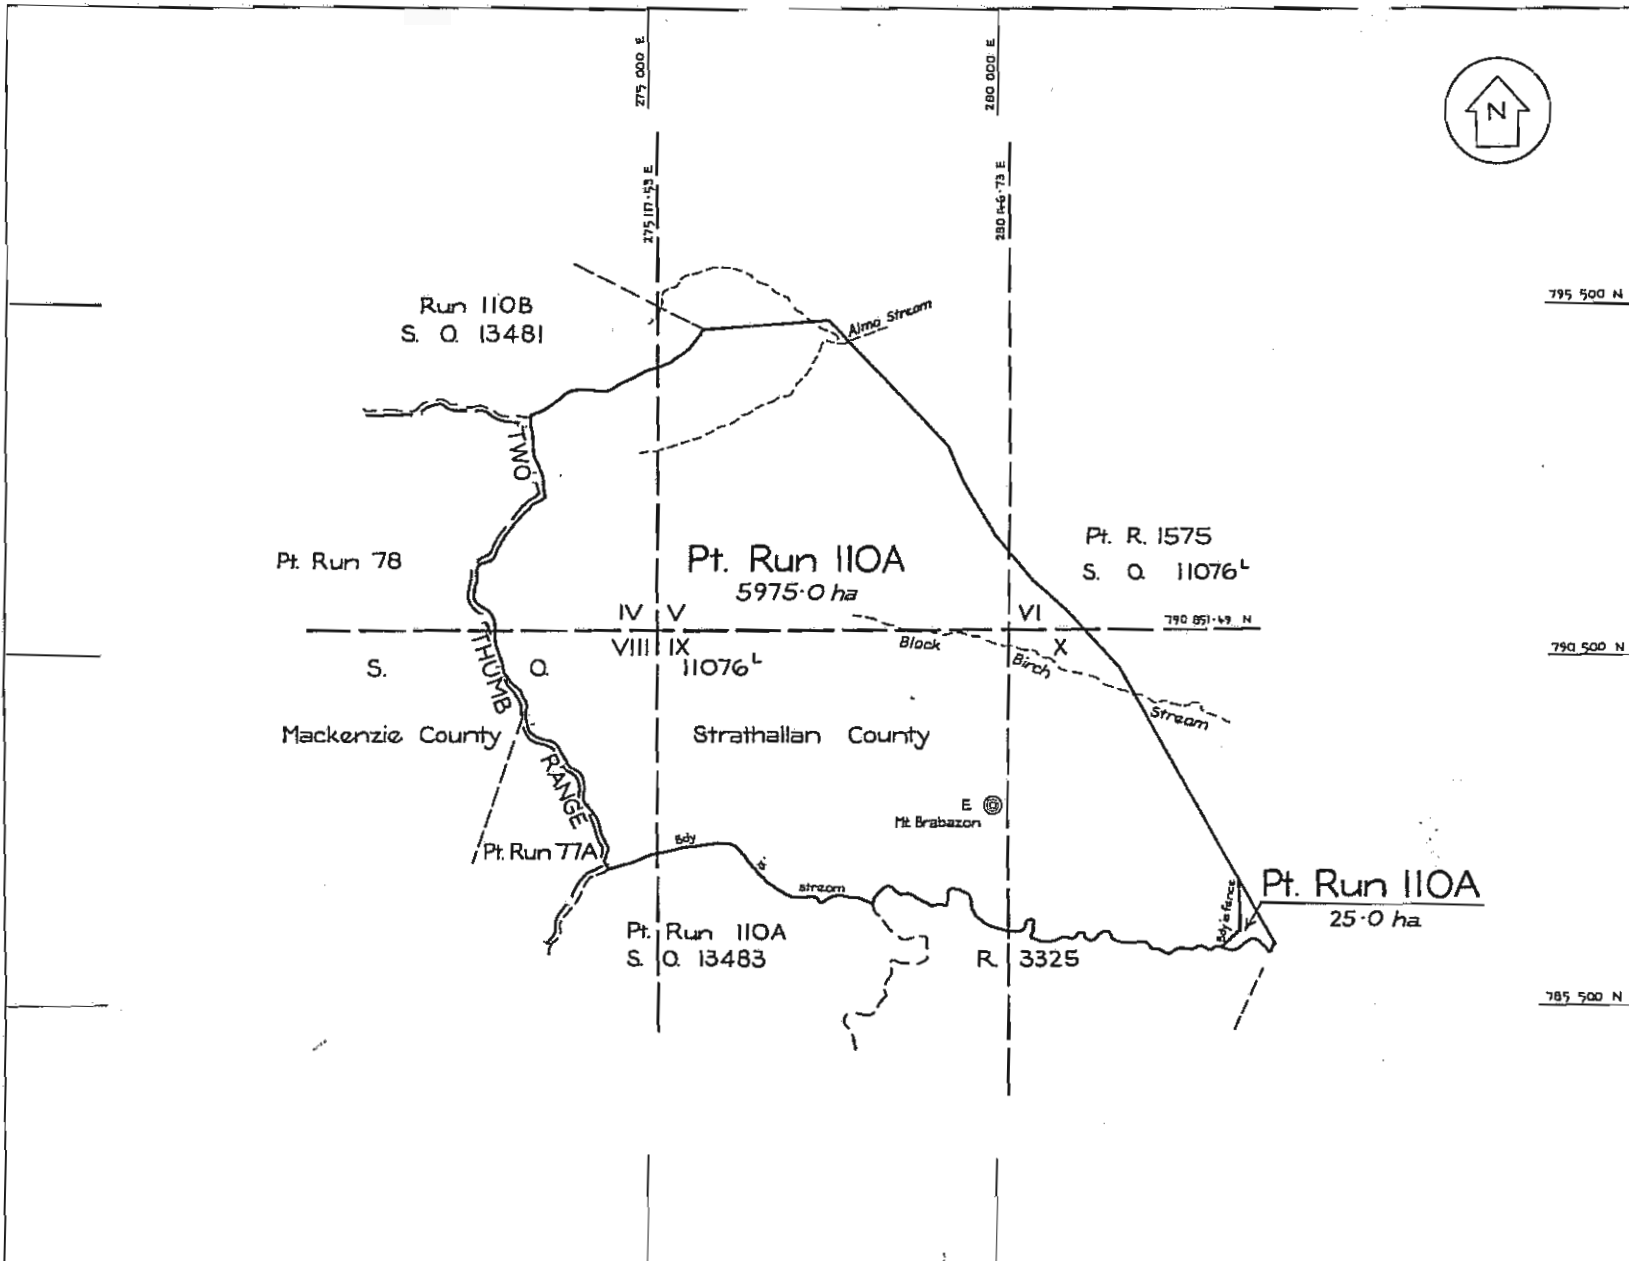 275 000 E
280 000 E
N
275 117·53 E
280 146·73 E
795 500 N
Run 110B
S. O. 13481
Alma Stream
TWO
Pt. Run 78
Pt. Run 110A
5975·0 ha
Pt. R. 1575
S. O. 11076ᴸ
IV V
VI
790 851·49 N
VIII IX
X
Black Birch Stream
790 500 N
S. O. 11076ᴸ
THUMB
Mackenzie County
Strathallan County
RANGE
E
Mt Brabazon
Pt. Run 77A
Bdy is stream
Bdy is fence
Pt. Run 110A
25·0 ha
Pt. Run 110A
S. O. 13483
R. 3325
785 500 N